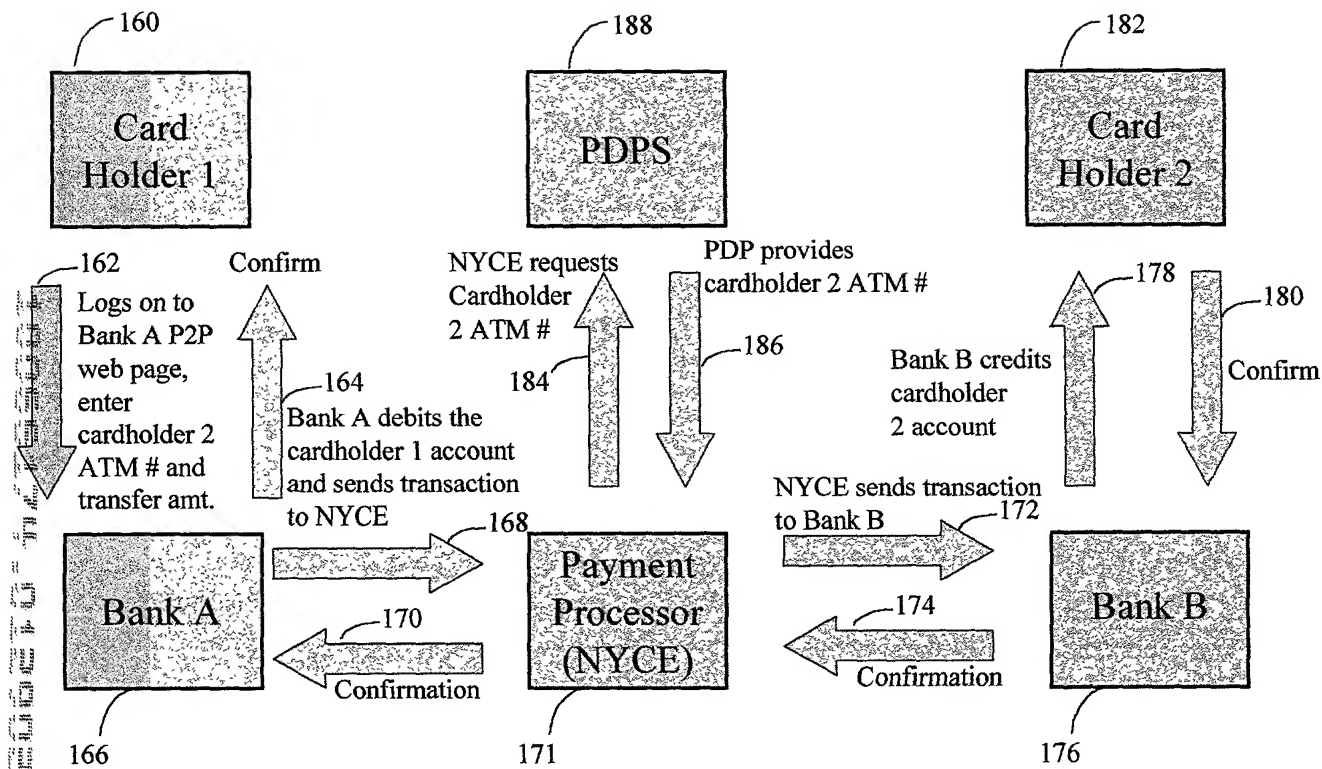 160
188
182
Card
Holder 1
PDPS
Card
Holder 2
162
Logs on to
Bank A P2P
web page,
enter
cardholder 2
ATM # and
transfer amt.
Confirm
164
Bank A debits the
cardholder 1 account
and sends transaction
to NYCE
NYCE requests
Cardholder
2 ATM #
184
PDP provides
cardholder 2 ATM #
186
178
Bank B credits
cardholder
2 account
180
Confirm
168
NYCE sends transaction
to Bank B
172
Bank A
Payment
Processor
(NYCE)
Bank B
170
Confirmation
174
Confirmation
166
171
176